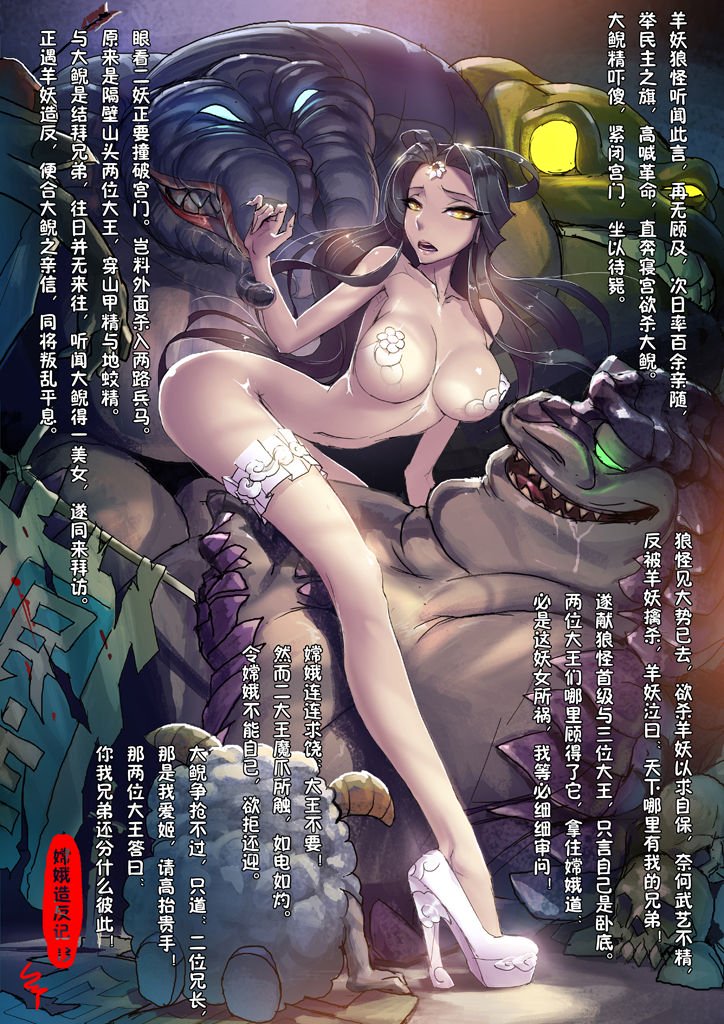 羊妖狼怪听闻此言，再无顾及，次日率百余亲随，
举民主之旗，高喊革命，直奔寝宫欲杀大鲵。
大鲵精吓傻，紧闭宫门，坐以待毙。
眼看二妖正要撞破宫门。岂料外面杀入两路兵马。
原来是隔壁山头两位大王，穿山甲精与地蛟精。
与大鲵是结拜兄弟，往日并无来往，听闻大鲵得一美女，遂同来拜访。
正遇羊妖造反，便合大鲵之亲信，同将叛乱平息。
狼怪见大势已去，欲杀羊妖以求自保，奈何武艺不精，
反被羊妖擒杀，羊妖泣曰、天下哪里有我的兄弟！
遂献狼怪首级与三位大王，只言自己是卧底。
两位大王们哪里顾得了它，拿住嫦娥道、
必是这妖女所祸，我等必细细审问！
嫦娥连连求饶、大王不要！
然而二大王魔爪所触，如电如灼。
令嫦娥不能自己，欲拒还迎。
大鲵争抢不过，只道、二位兄长，
那是我爱姬，请高抬贵手！
那两位大王答曰、
你我兄弟还分什么彼此！
嫦娥造反记13
民主